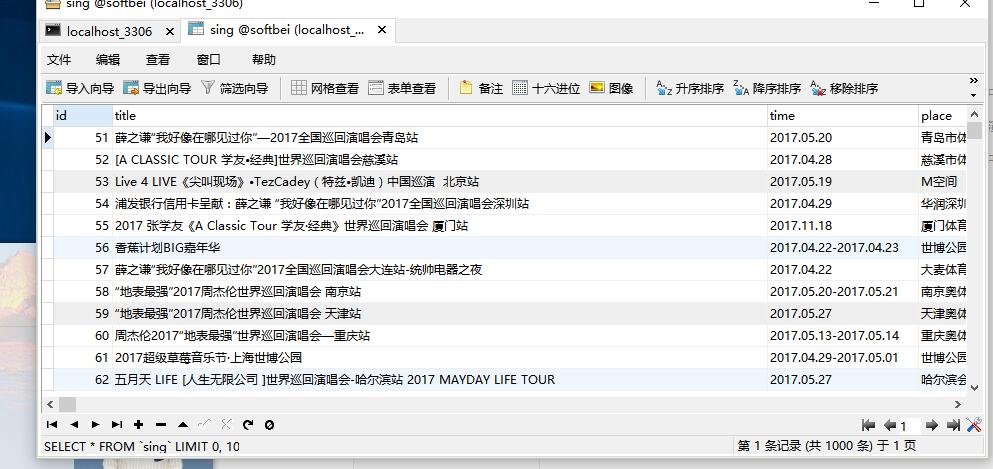 sing @softbei (localhost_3306)
localhost_3306 sing @softbei (localhost_...
文件 编辑 查看 窗口 帮助
导入向导 导出向导 筛选向导 网格查看 表单查看 备注 十六进位 图像 升序排序 降序排序 移除排序
id title time place
51 薛之谦“我好像在哪见过你”—2017全国巡回演唱会青岛站 2017.05.20 青岛市体
52 [A CLASSIC TOUR 学友•经典]世界巡回演唱会慈溪站 2017.04.28 慈溪市体
53 Live 4 LIVE《尖叫现场》•TezCadey（特兹•凯迪）中国巡演 北京站 2017.05.19 M空间
54 浦发银行信用卡呈献：薛之谦 “我好像在哪见过你”2017全国巡回演唱会深圳站 2017.04.29 华润深圳
55 2017 张学友《A Classic Tour 学友·经典》世界巡回演唱会 厦门站 2017.11.18 厦门体育
56 香蕉计划BIG嘉年华 2017.04.22-2017.04.23 世博公园
57 薛之谦“我好像在哪见过你”2017全国巡回演唱会大连站-统帅电器之夜 2017.04.22 大麦体育
58 “地表最强”2017周杰伦世界巡回演唱会 南京站 2017.05.20-2017.05.21 南京奥体
59 “地表最强”2017周杰伦世界巡回演唱会 天津站 2017.05.27 天津奥体
60 周杰伦2017“地表最强”世界巡回演唱会—重庆站 2017.05.13-2017.05.14 重庆奥体
61 2017超级草莓音乐节·上海世博公园 2017.04.29-2017.05.01 世博公园
62 五月天 LIFE [人生无限公司 ]世界巡回演唱会-哈尔滨站 2017 MAYDAY LIFE TOUR 2017.05.27 哈尔滨会
1
SELECT * FROM `sing` LIMIT 0, 10 第 1 条记录 (共 1000 条) 于 1 页